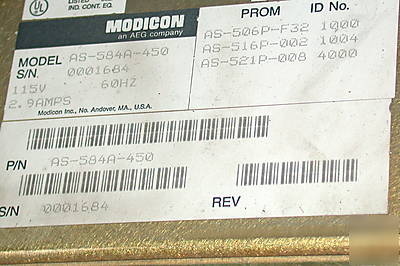 UL LISTED
IND. CONT. EQ.
MODICON
an AEG company
MODEL AS-584A-450
S/N. 0001684
115V 60HZ
2.9AMPS
Modicon Inc., No. Andover, MA., U.S.A.
PROM ID No.
AS-506P-F32 1000
AS-516P-002 1004
AS-521P-008 4000
P/N AS-584A-450
S/N 0001684
REV